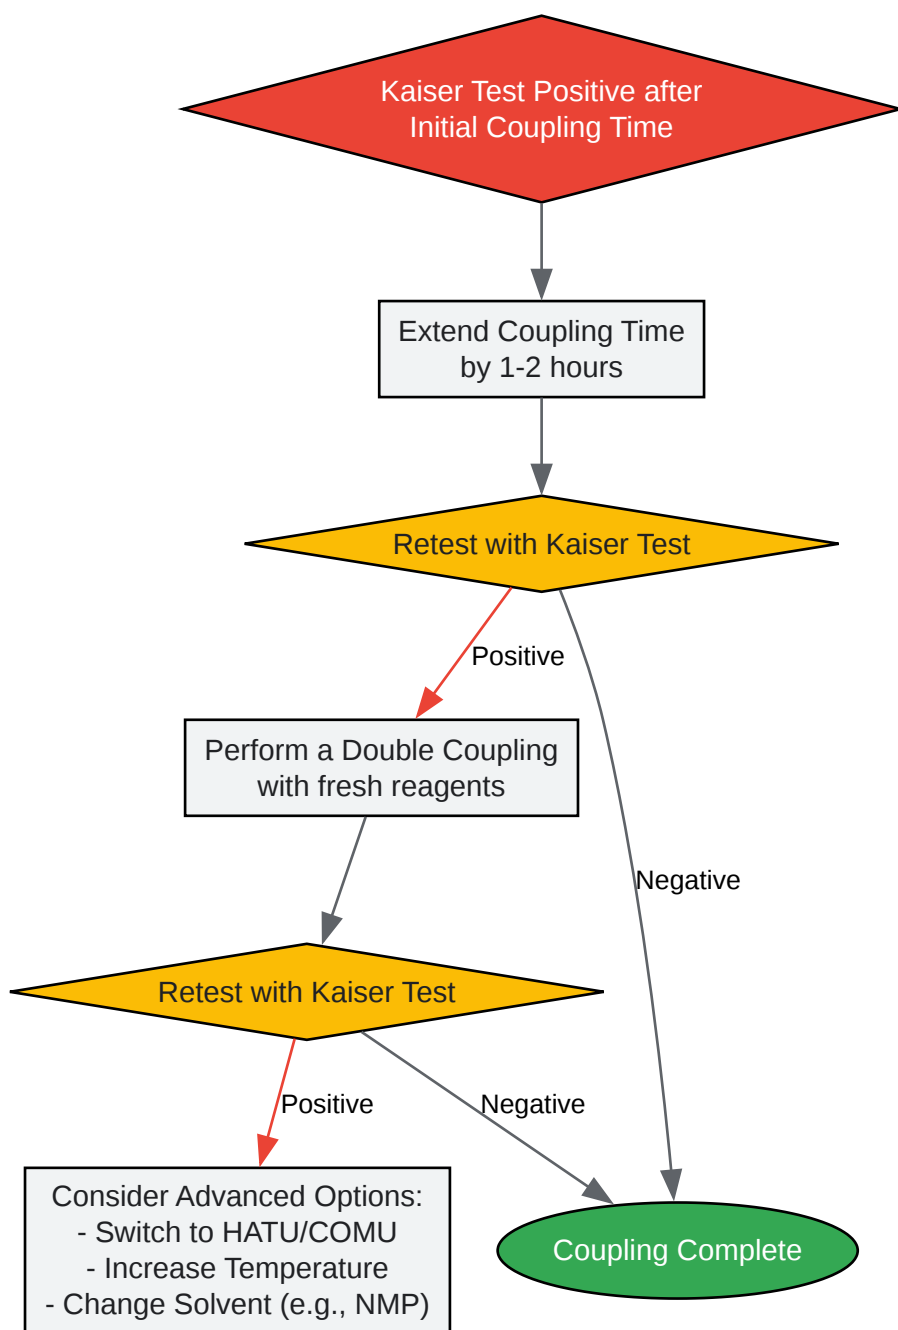 Kaiser Test Positive after
Initial Coupling Time
Extend Coupling Time
by 1-2 hours
Retest with Kaiser Test
Positive
Perform a Double Coupling
with fresh reagents
Negative
Retest with Kaiser Test
Positive
Negative
Consider Advanced Options:
- Switch to HATU/COMU
- Increase Temperature
- Change Solvent (e.g., NMP)
Coupling Complete